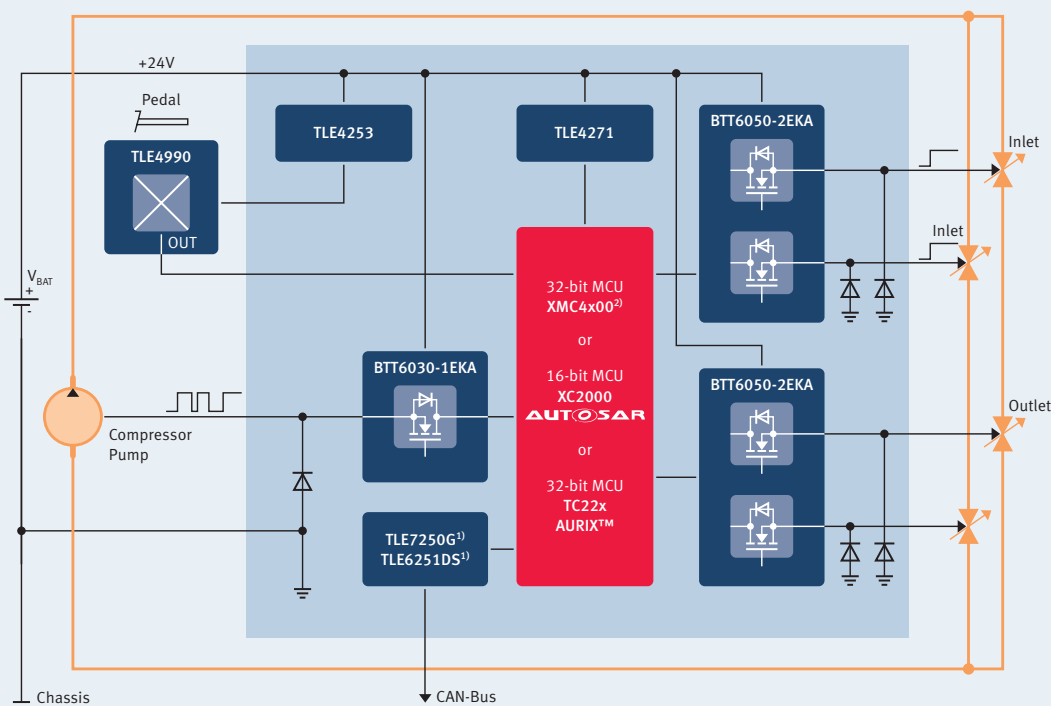 +24V
Pedal
TLE4990
OUT
TLE4253
TLE4271
BTT6050-2EKA
Inlet
Inlet
V_BAT
+
-
32-bit MCU
XMC4x00²⁾
or
16-bit MCU
XC2000
AUTOSAR
or
32-bit MCU
TC22x
AURIX™
BTT6030-1EKA
BTT6050-2EKA
Outlet
Compressor
Pump
TLE7250G¹⁾
TLE6251DS¹⁾
Chassis
CAN-Bus